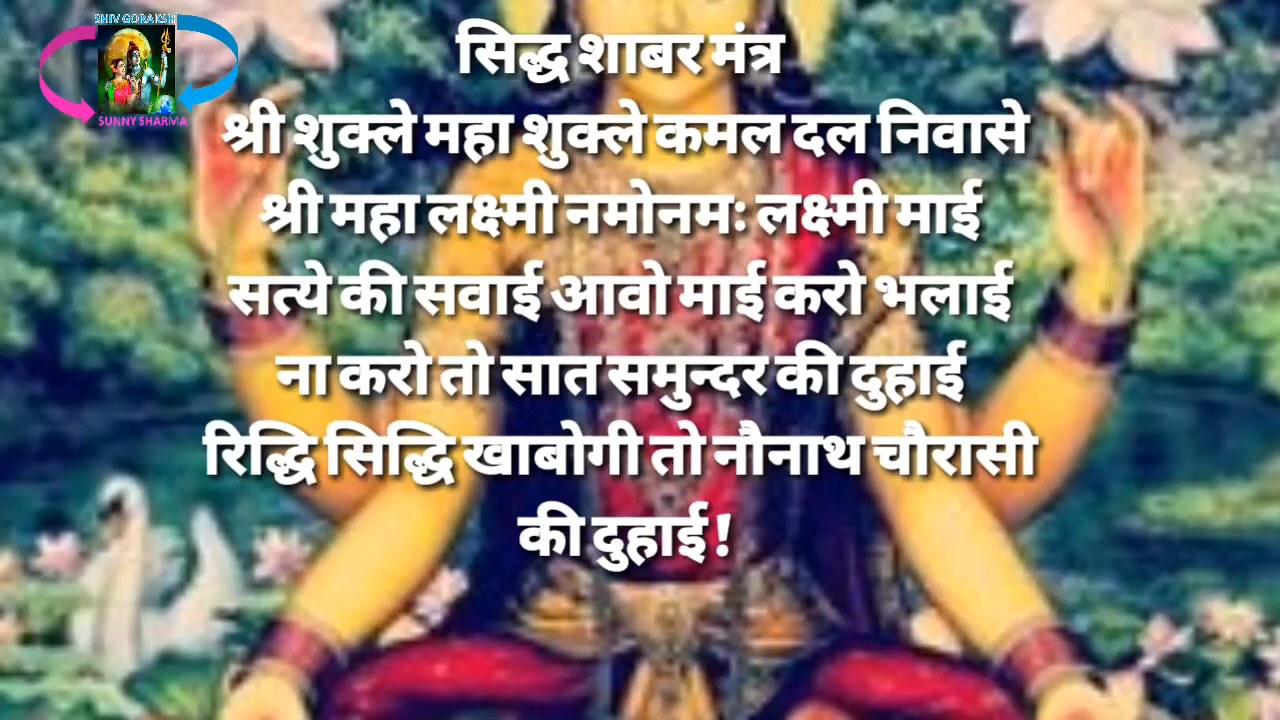 SHIV GORAKSH
SUNNY SHARMA
सिद्ध शाबर मंत्र
श्री शुक्ले महा शुक्ले कमल दल निवासे
श्री महा लक्ष्मी नमोनमः लक्ष्मी माई
सत्ये की सवाई आवो माई करो भलाई
ना करो तो सात समुन्दर की दुहाई
रिद्धि सिद्धि खाबोगी तो नौनाथ चौरासी
की दुहाई !